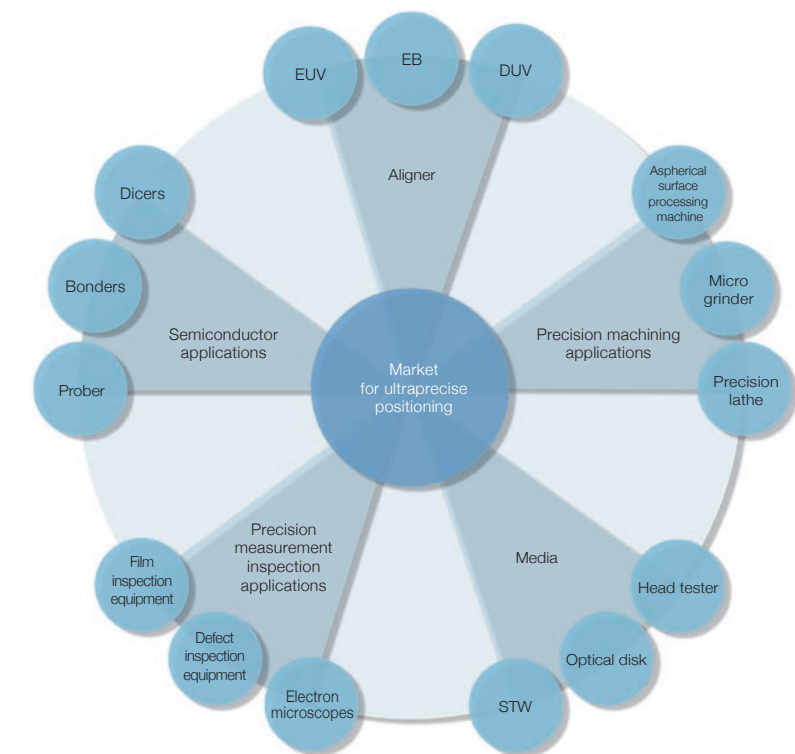 EUV
EB
DUV
Aligner
Dicers
Bonders
Prober
Semiconductor
applications
Aspherical
surface
processing
machine
Micro
grinder
Precision
lathe
Precision machining
applications
Market
for ultraprecise
positioning
Precision
measurement
inspection
applications
Film
inspection
equipment
Defect
inspection
equipment
Electron
microscopes
Media
Head tester
Optical disk
STW